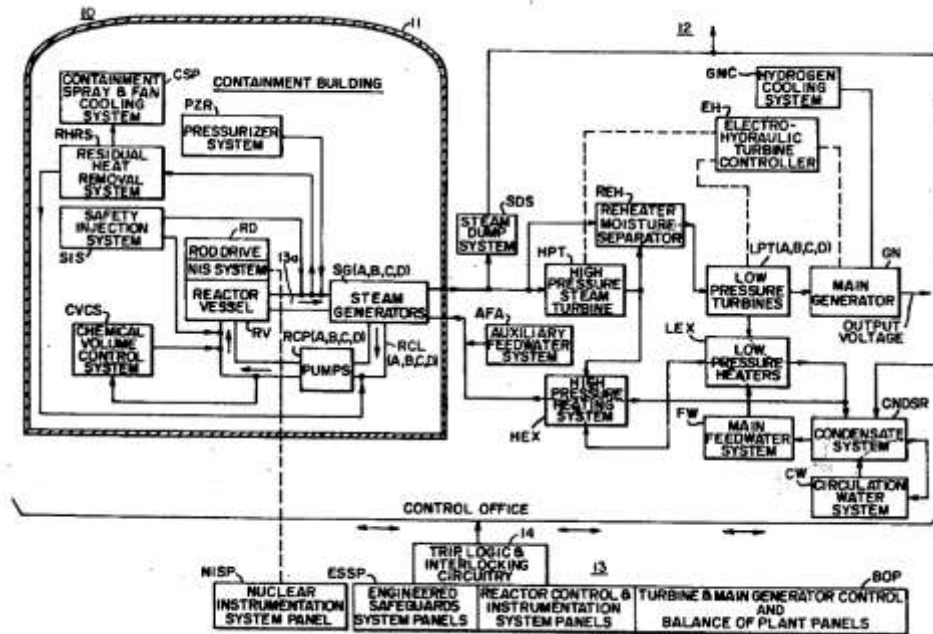 10
11
12
CONTAINMENT
SPRAY & FAN
COOLING
SYSTEM
CSP
CONTAINMENT BUILDING
PZR
PRESSURIZER
SYSTEM
RHRS
RESIDUAL
HEAT
REMOVAL
SYSTEM
SAFETY
INJECTION
SYSTEM
SIS
RD
ROD DRIVE
NIS SYSTEM
REACTOR
VESSEL
RV
13a
SG(A,B,C,D)
STEAM
GENERATORS
CVCS
CHEMICAL
VOLUME
CONTROL
SYSTEM
RCP(A,B,C,D)
PUMPS
RCL
(A,B,C,D)
GMC
HYDROGEN
COOLING
SYSTEM
EH
ELECTRO-
HYDRAULIC
TURBINE
CONTROLLER
SDS
STEAM
DUMP
SYSTEM
REH
REHEATER
MOISTURE
SEPARATOR
HPT
HIGH
PRESSURE
STEAM
TURBINE
LPT(A,B,C,D)
LOW
PRESSURE
TURBINES
GN
MAIN
GENERATOR
OUTPUT
VOLTAGE
AFA
AUXILIARY
FEEDWATER
SYSTEM
LEX
LOW
PRESSURE
HEATERS
HIGH
PRESSURE
HEATING
SYSTEM
HEX
FW
MAIN
FEEDWATER
SYSTEM
CNDSR
CONDENSATE
SYSTEM
CW
CIRCULATION
WATER
SYSTEM
CONTROL OFFICE
14
TRIP LOGIC &
INTERLOCKING
CIRCUITRY
13
NISP
NUCLEAR
INSTRUMENTATION
SYSTEM PANEL
ESSP
ENGINEERED
SAFEGUARDS
SYSTEM PANELS
REACTOR CONTROL &
INSTRUMENTATION
SYSTEM PANELS
BOP
TURBINE & MAIN GENERATOR CONTROL
AND
BALANCE OF PLANT PANELS